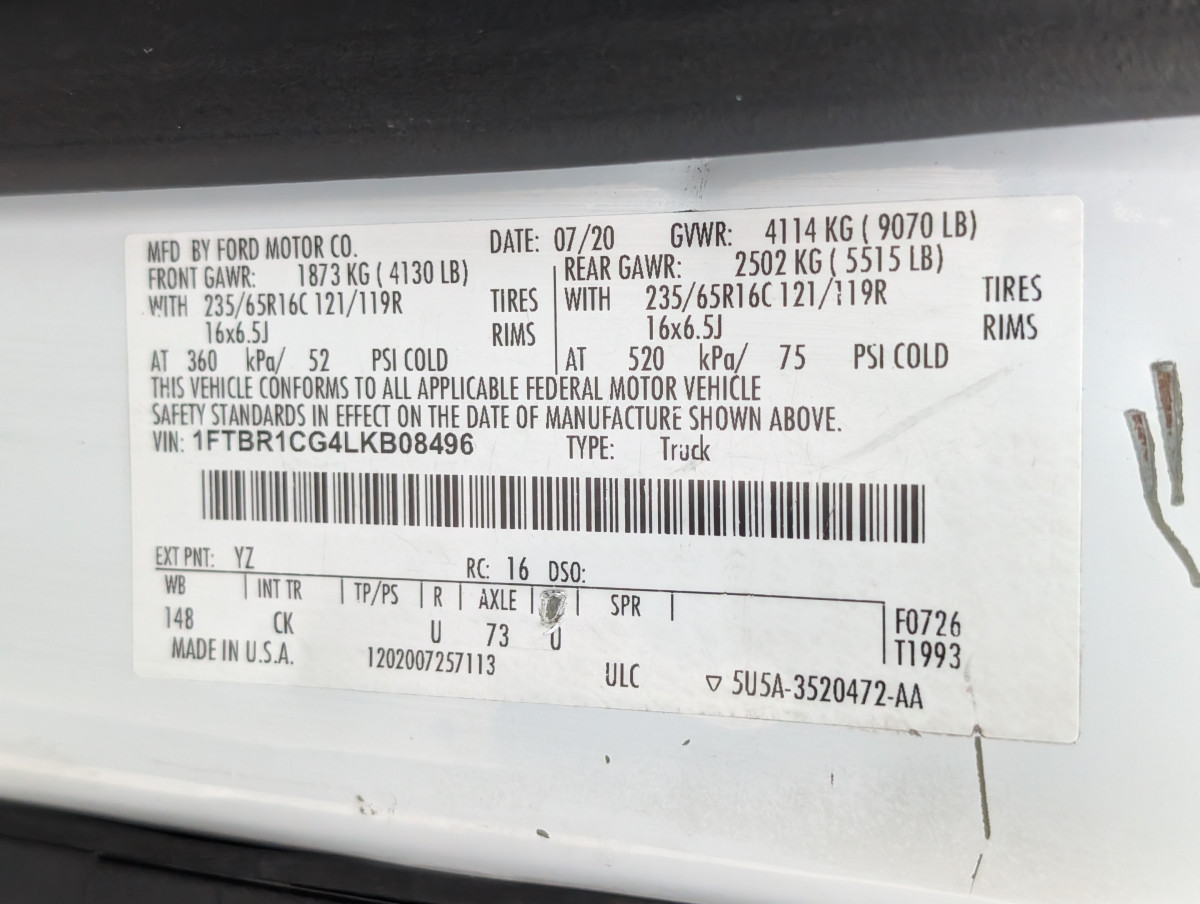 MFD BY FORD MOTOR CO. DATE: 07/20 GVWR: 4114 KG ( 9070 LB)
FRONT GAWR: 1873 KG ( 4130 LB) REAR GAWR: 2502 KG ( 5515 LB)
WITH 235/65R16C 121/119R TIRES WITH 235/65R16C 121/119R TIRES
16x6.5J RIMS 16x6.5J RIMS
AT 360 kPa/ 52 PSI COLD AT 520 kPa/ 75 PSI COLD
THIS VEHICLE CONFORMS TO ALL APPLICABLE FEDERAL MOTOR VEHICLE
SAFETY STANDARDS IN EFFECT ON THE DATE OF MANUFACTURE SHOWN ABOVE.
VIN: 1FTBR1CG4LKB08496 TYPE: Truck
EXT PNT: YZ RC: 16 DSO:
WB INT TR TP/PS R AXLE SPR F0726
148 CK U 73 U T1993
MADE IN U.S.A. 1202007257113 ULC ▽ 5U5A-3520472-AA